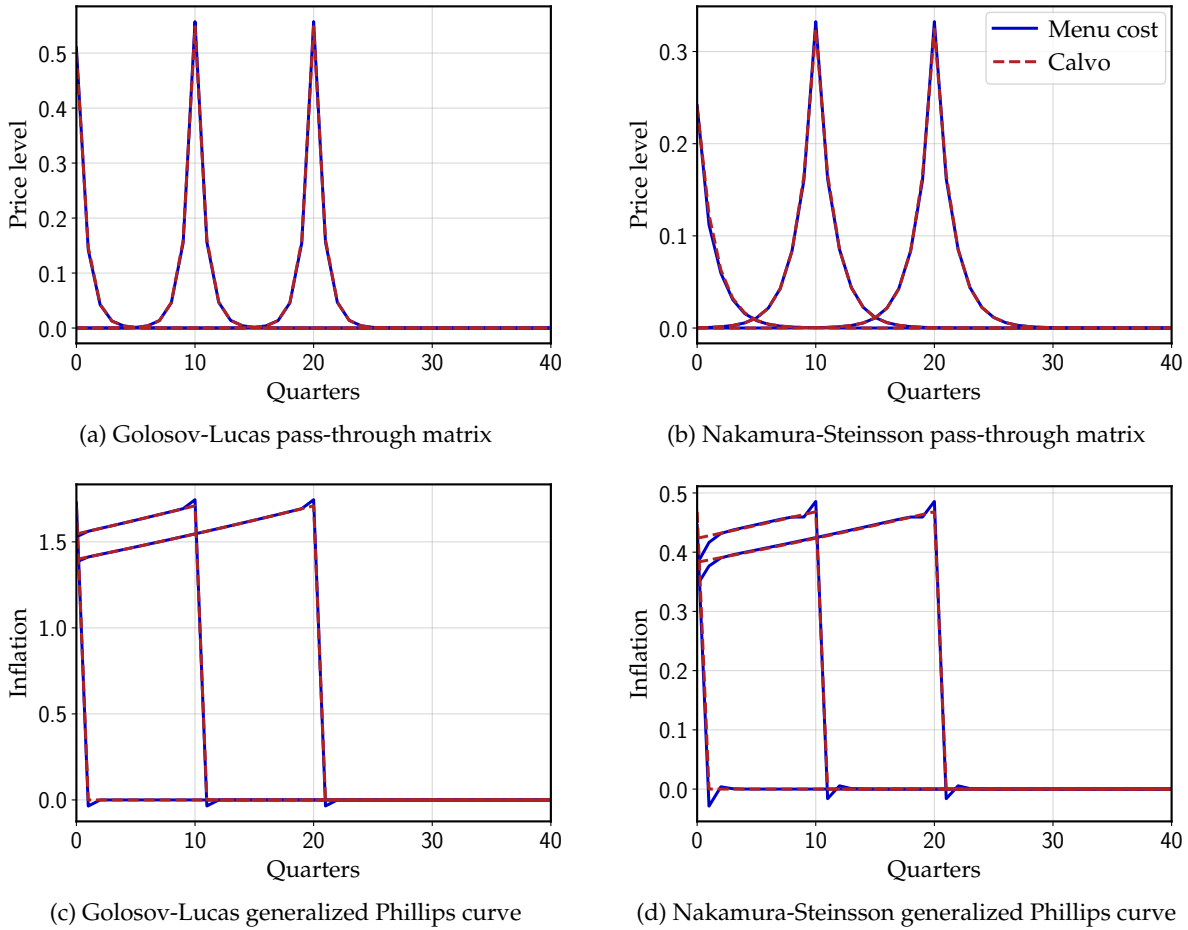 0.5
0.4
0.3
0.2
0.1
0.0
Price level
0 10 20 30 40
Quarters
(a) Golosov-Lucas pass-through matrix
0.3
0.2
0.1
0.0
Price level
Menu cost
Calvo
0 10 20 30 40
Quarters
(b) Nakamura-Steinsson pass-through matrix
1.5
1.0
0.5
0.0
Inflation
0 10 20 30 40
Quarters
(c) Golosov-Lucas generalized Phillips curve
0.5
0.4
0.3
0.2
0.1
0.0
Inflation
0 10 20 30 40
Quarters
(d) Nakamura-Steinsson generalized Phillips curve